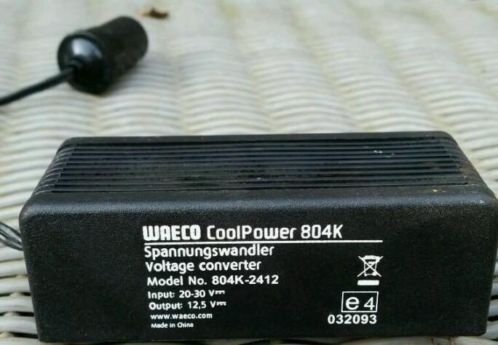 WAECO CoolPower 804K
Spannungswandler
Voltage converter
Model No. 804K-2412
Input: 20-30 V
Output: 12,5 V
www.waeco.com
Made in China
e4
032093